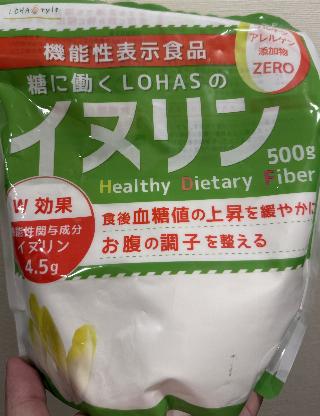 LOHAStyle
機能性表示食品
アレルゲン
添加物
ZERO
糖に働くLOHASの
イヌリン
500g
Healthy Dietary Fiber
W効果
機能性関与成分
イヌリン
4.5g
食後血糖値の上昇を緩やかに
お腹の調子を整える